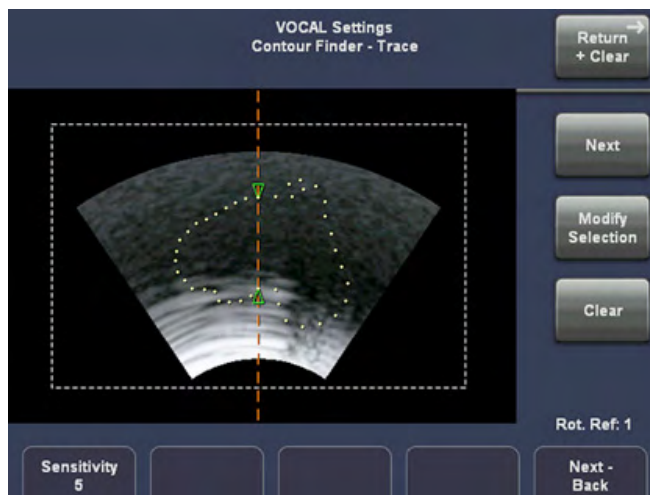 VOCAL Settings
Contour Finder - Trace
Return
+ Clear
Next
Modify
Selection
Clear
Rot. Ref: 1
Sensitivity
5
Next -
Back